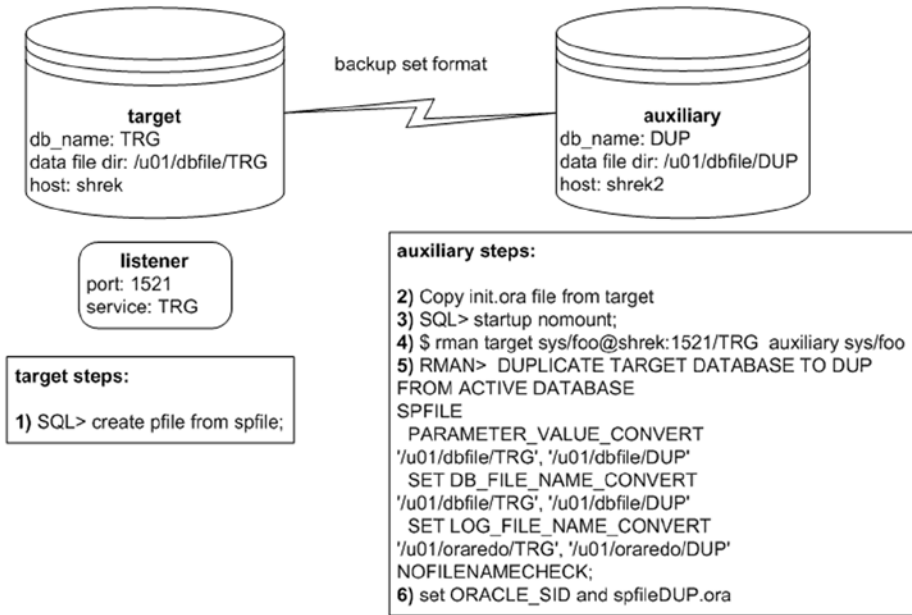 target
db_name: TRG
data file dir: /u01/dbfile/TRG
host: shrek
backup set format
auxiliary
db_name: DUP
data file dir: /u01/dbfile/DUP
host: shrek2
listener
port: 1521
service: TRG
target steps:
1) SQL> create pfile from spfile;
auxiliary steps:
2) Copy init.ora file from target
3) SQL> startup nomount;
4) $ rman target sys/foo@shrek:1521/TRG auxiliary sys/foo
5) RMAN> DUPLICATE TARGET DATABASE TO DUP
FROM ACTIVE DATABASE
SPFILE
PARAMETER_VALUE_CONVERT
'/u01/dbfile/TRG', '/u01/dbfile/DUP'
SET DB_FILE_NAME_CONVERT
'/u01/dbfile/TRG', '/u01/dbfile/DUP'
SET LOG_FILE_NAME_CONVERT
'/u01/oraredo/TRG', '/u01/oraredo/DUP'
NOFILENAMECHECK;
6) set ORACLE_SID and spfileDUP.ora